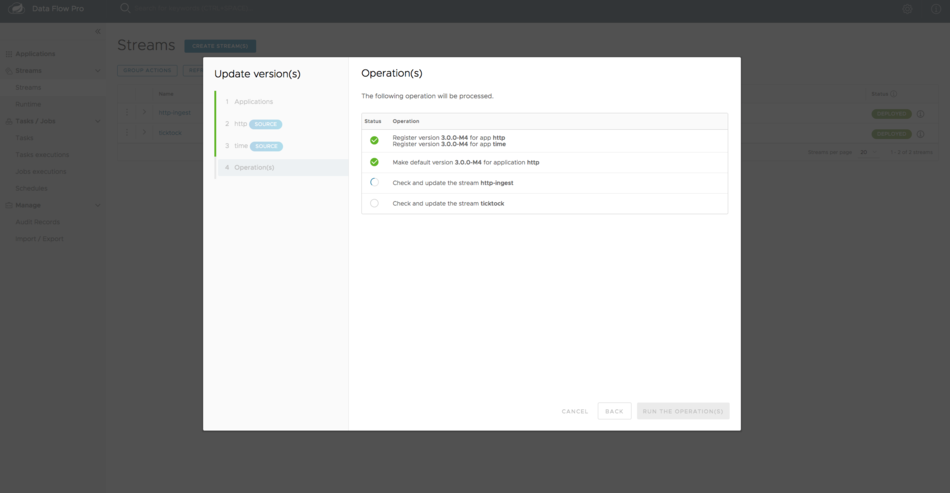 Data Flow Pro
Streams
CREATE STREAM(S)
GROUP ACTIONS
Applications
Streams
Streams
Runtime
Tasks / Jobs
Tasks
Tasks executions
Jobs executions
Schedules
Manage
Audit Records
Import / Export
Name
Status
http-ingest
ticktock
Update version(s)
1 Applications
2 http SOURCE
3 time SOURCE
4 Operation(s)
Operation(s)
The following operation will be processed.
Status Operation
Register version 3.0.0-M4 for app http
Register version 3.0.0-M4 for app time
Make default version 3.0.0-M4 for application http
Check and update the stream http-ingest
Check and update the stream ticktock
CANCEL
BACK
RUN THE OPERATION(S)